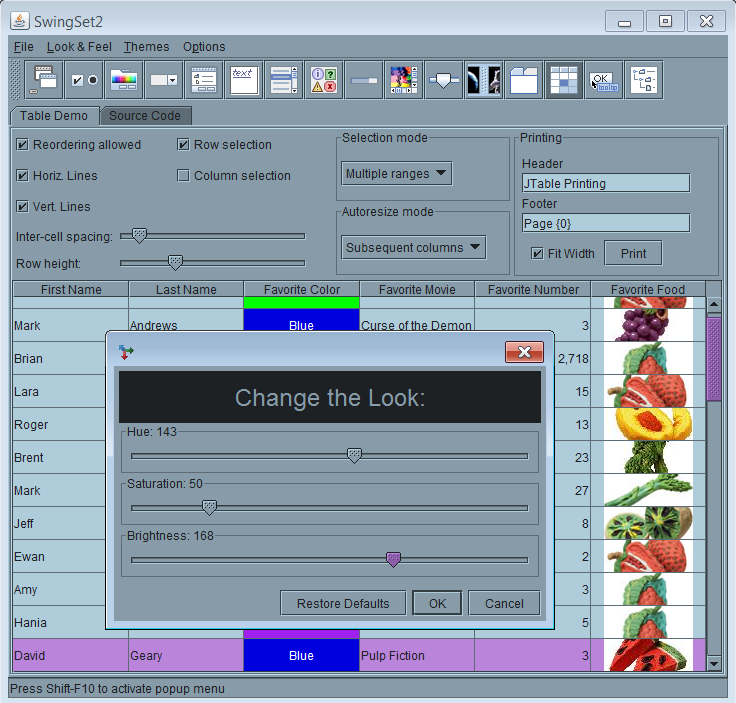 SwingSet2
File Look & Feel Themes Options
text
OK
tooltip
Table Demo Source Code
Reordering allowed Row selection
Horiz. Lines Column selection
Vert. Lines
Inter-cell spacing:
Row height:
Selection mode
Multiple ranges
Autoresize mode
Subsequent columns
Printing
Header
JTable Printing
Footer
Page {0}
Fit Width Print
First Name Last Name Favorite Color Favorite Movie Favorite Number Favorite Food
Mark Andrews Blue Curse of the Demon 3
Brian 2,718
Lara 15
Roger 13
Brent 23
Mark 27
Jeff 8
Ewan 2
Amy 3
Hania 5
David Geary Blue Pulp Fiction 3
Change the Look:
Hue: 143
Saturation: 50
Brightness: 168
Restore Defaults OK Cancel
Press Shift-F10 to activate popup menu